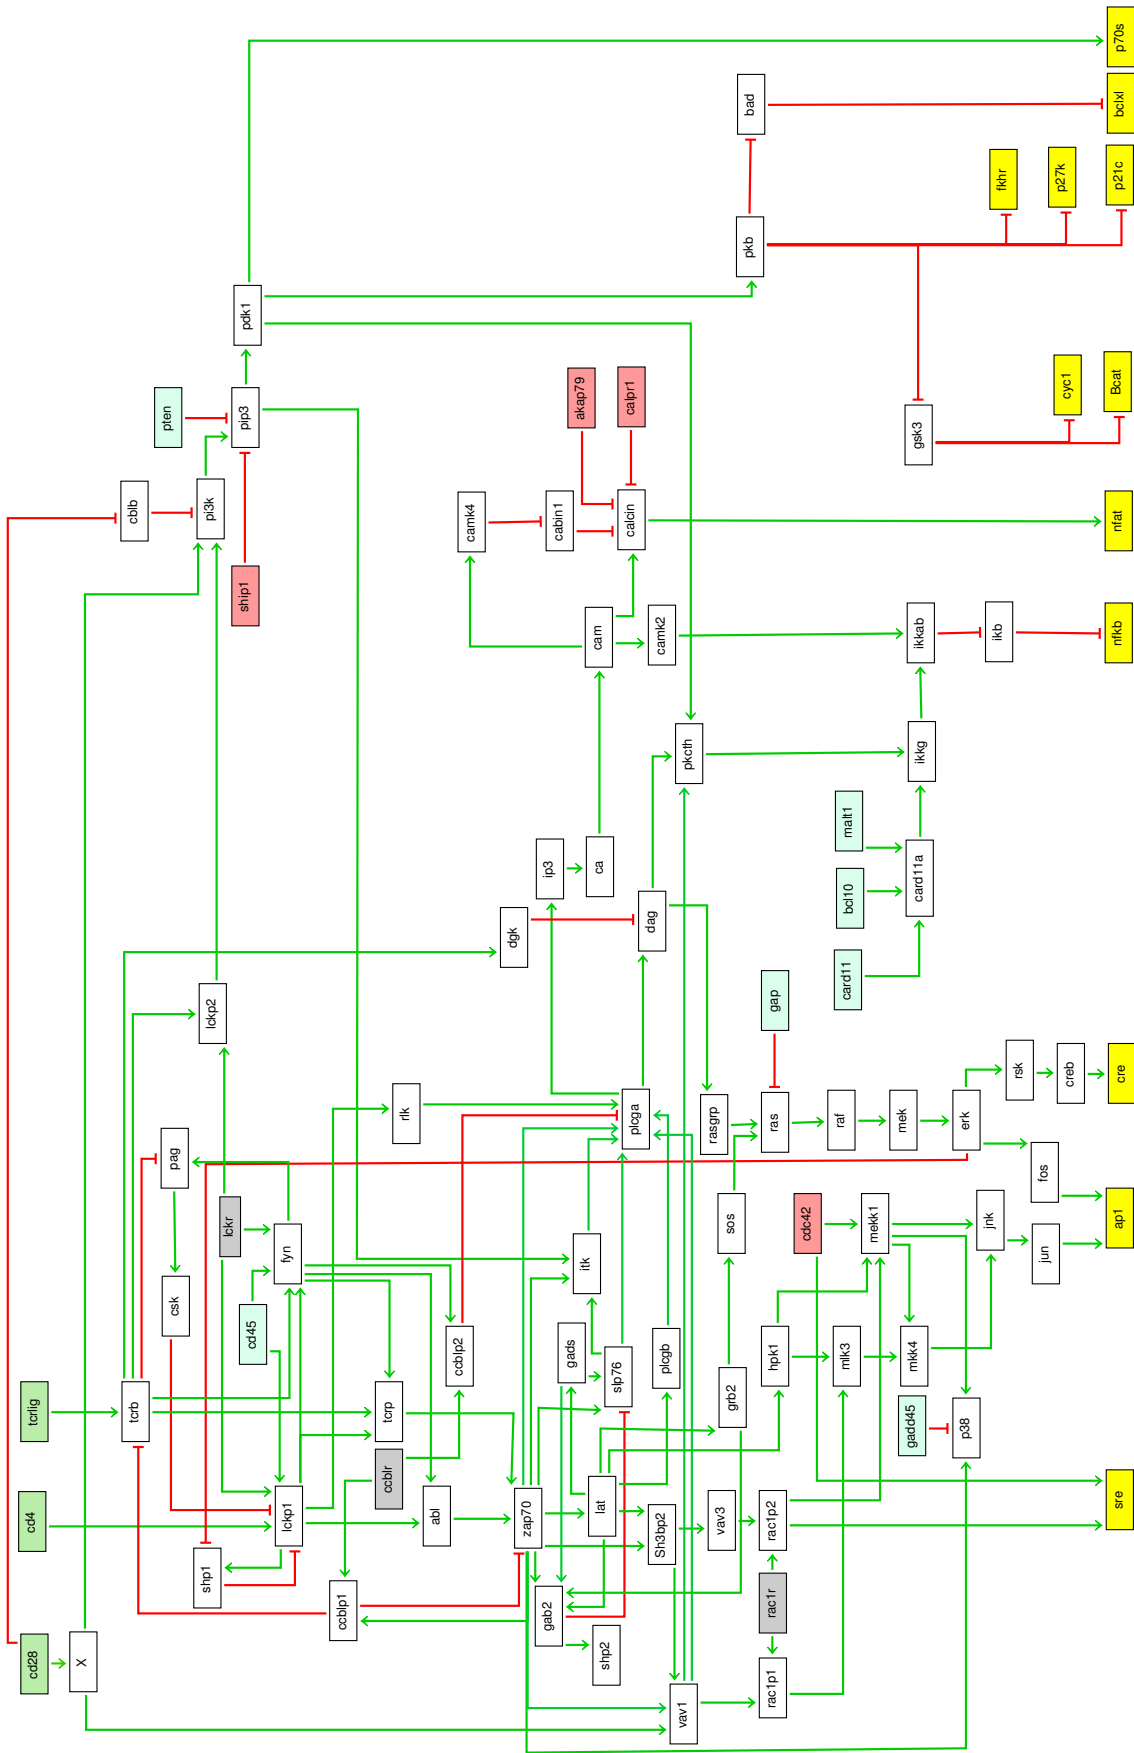 cd28
cd4
tcrlig
X
tcrb
cblb
csk
pag
pten
shp1
lckp2
pi3k
lckr
ship1
pip3
pdk1
cd45
lckp1
fyn
ccblp1
ccblr
tcrp
rlk
abl
ccblp2
camk4
zap70
dgk
gab2
ip3
cabin1
gads
itk
akap79
lat
ca
cam
shp2
slp76
plcga
calcin
calpr1
dag
Sh3bp2
plcgb
camk2
vav1
pkcth
vav3
rasgrp
grb2
sos
pkb
bad
rac1p1
rac1r
rac1p2
hpk1
ras
gap
cdc42
mlk3
raf
card11
bcl10
malt1
mekk1
mek
gadd45
mkk4
card11a
ikkg
ikkab
gsk3
p38
erk
jnk
ikb
fkhr
rsk
jun
fos
creb
cyc1
p27k
sre
ap1
cre
nfkb
nfat
Bcat
p21c
bclxl
p70s